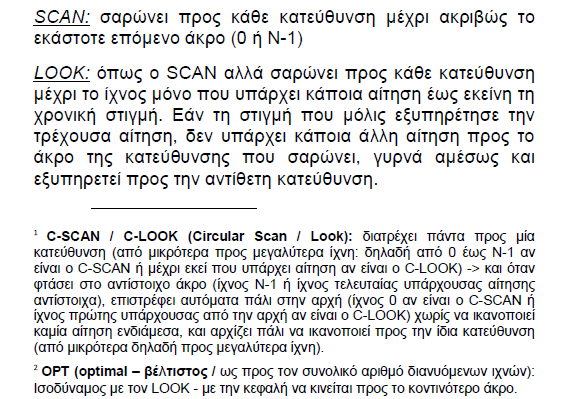 SCAN: σαρώνει προς κάθε κατεύθυνση μέχρι ακριβώς το
εκάστοτε επόμενο άκρο (0 ή Ν-1)
LOOK: όπως ο SCAN αλλά σαρώνει προς κάθε κατεύθυνση
μέχρι το ίχνος μόνο που υπάρχει κάποια αίτηση έως εκείνη τη
χρονική στιγμή. Εάν τη στιγμή που μόλις εξυπηρέτησε την
τρέχουσα αίτηση, δεν υπάρχει κάποια άλλη αίτηση προς το
άκρο της κατεύθυνσης που σαρώνει, γυρνά αμέσως και
εξυπηρετεί προς την αντίθετη κατεύθυνση.
1 C-SCAN / C-LOOK (Circular Scan / Look): διατρέχει πάντα προς μία
κατεύθυνση (από μικρότερα προς μεγαλύτερα ίχνη: δηλαδή από 0 έως Ν-1 αν
είναι ο C-SCAN ή μέχρι εκεί που υπάρχει αίτηση αν είναι ο C-LOOK) -> και όταν
φτάσει στο αντίστοιχο άκρο (ίχνος Ν-1 ή ίχνος τελευταίας υπάρχουσας αίτησης
αντίστοιχα), επιστρέφει αυτόματα πάλι στην αρχή (ίχνος 0 αν είναι ο C-SCAN ή
ίχνος πρώτης υπάρχουσας από την αρχή αν είναι ο C-LOOK) χωρίς να ικανοποιεί
καμία αίτηση ενδιάμεσα, και αρχίζει πάλι να ικανοποιεί προς την ίδια κατεύθυνση
(από μικρότερα δηλαδή προς μεγαλύτερα ίχνη).
2 OPT (optimal – βέλτιστος / ως προς τον συνολικό αριθμό διανυόμενων ιχνών):
Ισοδύναμος με τον LOOK - με την κεφαλή να κινείται προς το κοντινότερο άκρο.